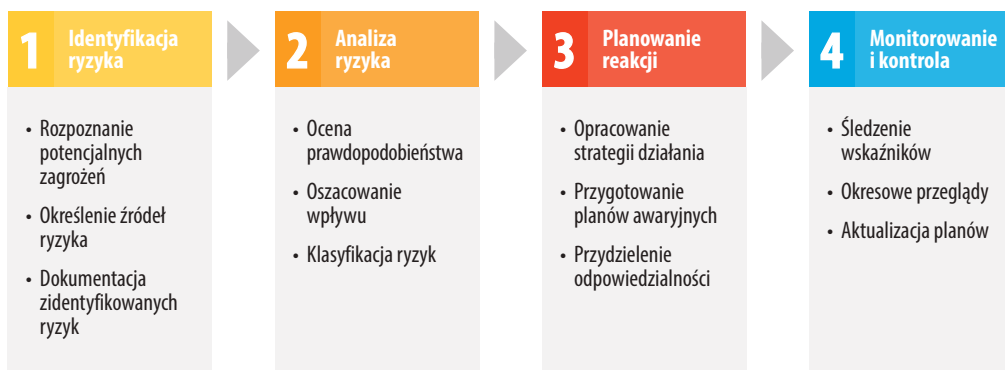 1
Identyfikacja
ryzyka
• Rozpoznanie
potencjalnych
zagrożeń
• Określenie źródeł
ryzyka
• Dokumentacja
zidentyfikowanych
ryzyk
2
Analiza
ryzyka
• Ocena
prawdopodobieństwa
• Oszacowanie
wpływu
• Klasyfikacja ryzyk
3
Planowanie
reakcji
• Opracowanie
strategii działania
• Przygotowanie
planów awaryjnych
• Przydzielenie
odpowiedzialności
4
Monitorowanie
i kontrola
• Śledzenie
wskaźników
• Okresowe przeglądy
• Aktualizacja planów